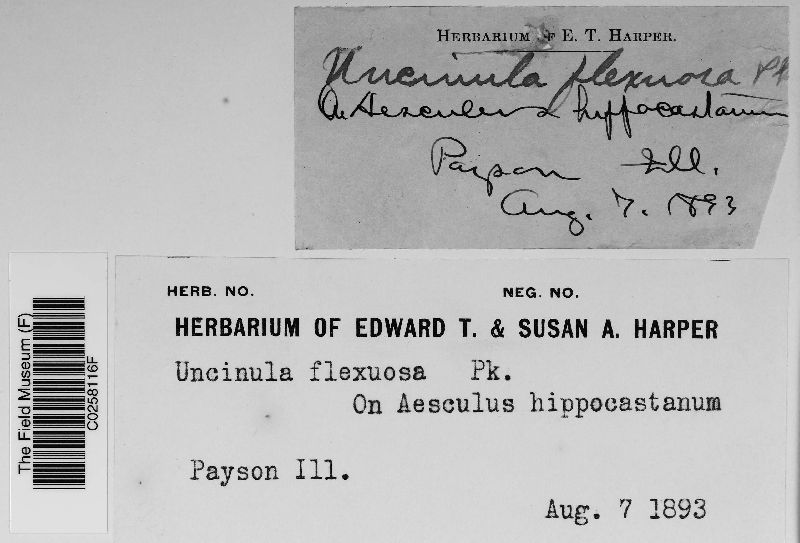 HERBARIUM OF E. T. HARPER.
Uncinula flexuosa Pk
On Aesculus hippocastanum
Payson Ill.
Aug. 7. 1893
HERB. NO. NEG. NO.
HERBARIUM OF EDWARD T. & SUSAN A. HARPER
Uncinula flexuosa Pk.
On Aesculus hippocastanum
Payson Ill.
Aug. 7 1893
The Field Museum (F)
C0258116F